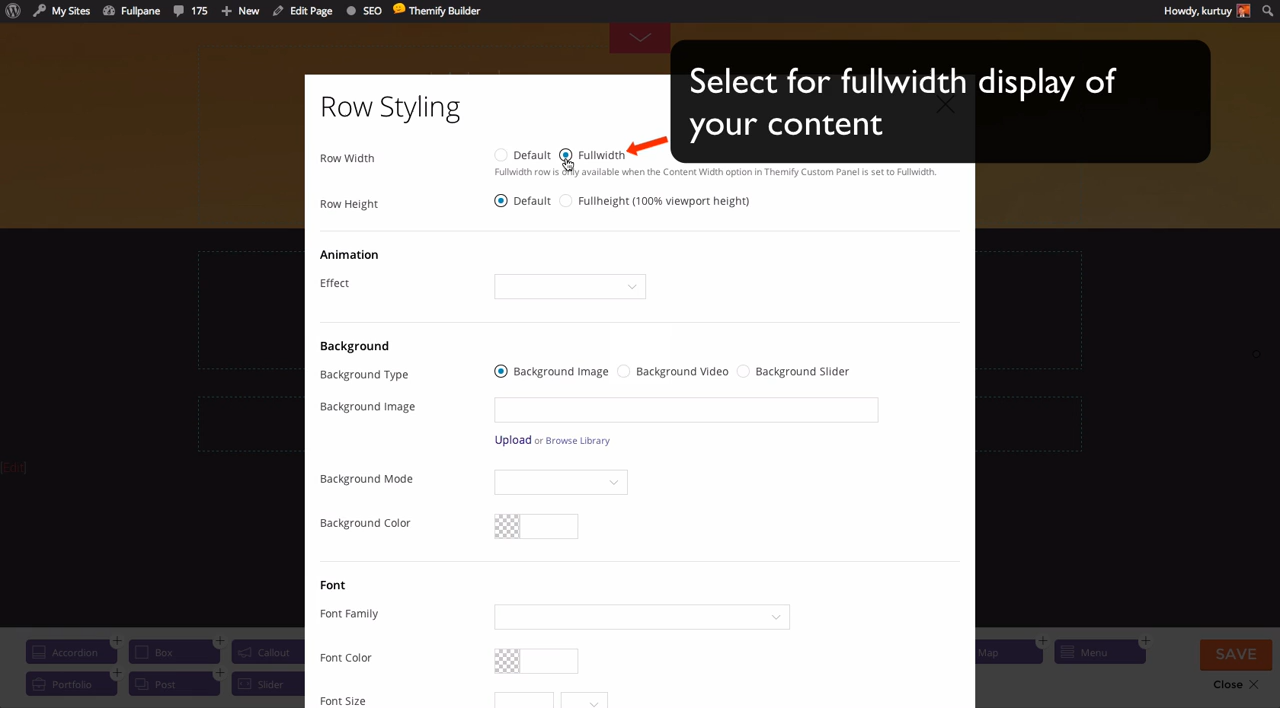 My Sites Fullpane 175 New Edit Page SEO Themify Builder Howdy, kurtuy
Select for fullwidth display of
your content
Row Styling
Row Width Default Fullwidth
Fullwidth row is only available when the Content Width option in Themify Custom Panel is set to Fullwidth.
Row Height Default Fullheight (100% viewport height)
Animation
Effect
Background
Background Type Background Image Background Video Background Slider
Background Image
Upload or Browse Library
[Edit]
Background Mode
Background Color
Font
Font Family
Font Color
Font Size
Accordion Box Callout Map Menu SAVE
Portfolio Post Slider Close